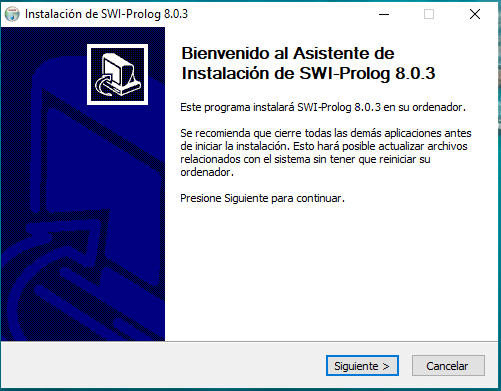 Instalación de SWI-Prolog 8.0.3
Bienvenido al Asistente de
Instalación de SWI-Prolog 8.0.3
Este programa instalará SWI-Prolog 8.0.3 en su ordenador.
Se recomienda que cierre todas las demás aplicaciones antes
de iniciar la instalación. Esto hará posible actualizar archivos
relacionados con el sistema sin tener que reiniciar su
ordenador.
Presione Siguiente para continuar.
Siguiente >
Cancelar